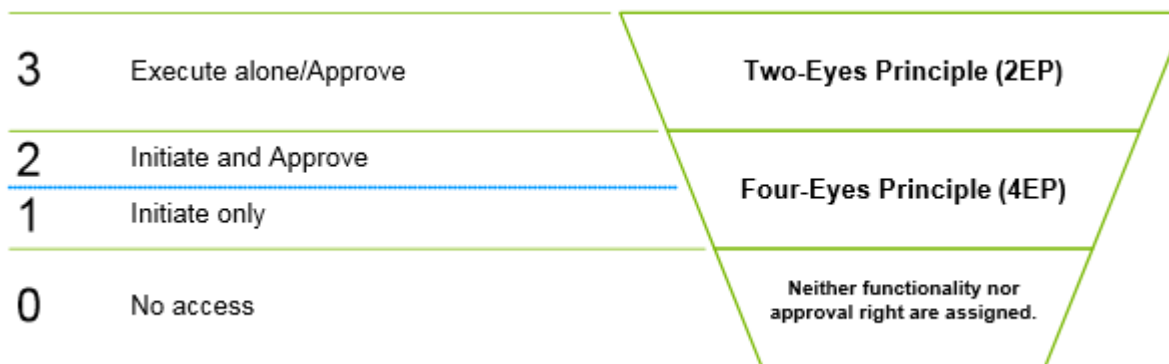 3 Execute alone/Approve Two-Eyes Principle (2EP)
2 Initiate and Approve
Four-Eyes Principle (4EP)
1 Initiate only
0 No access
Neither functionality nor
approval right are assigned.